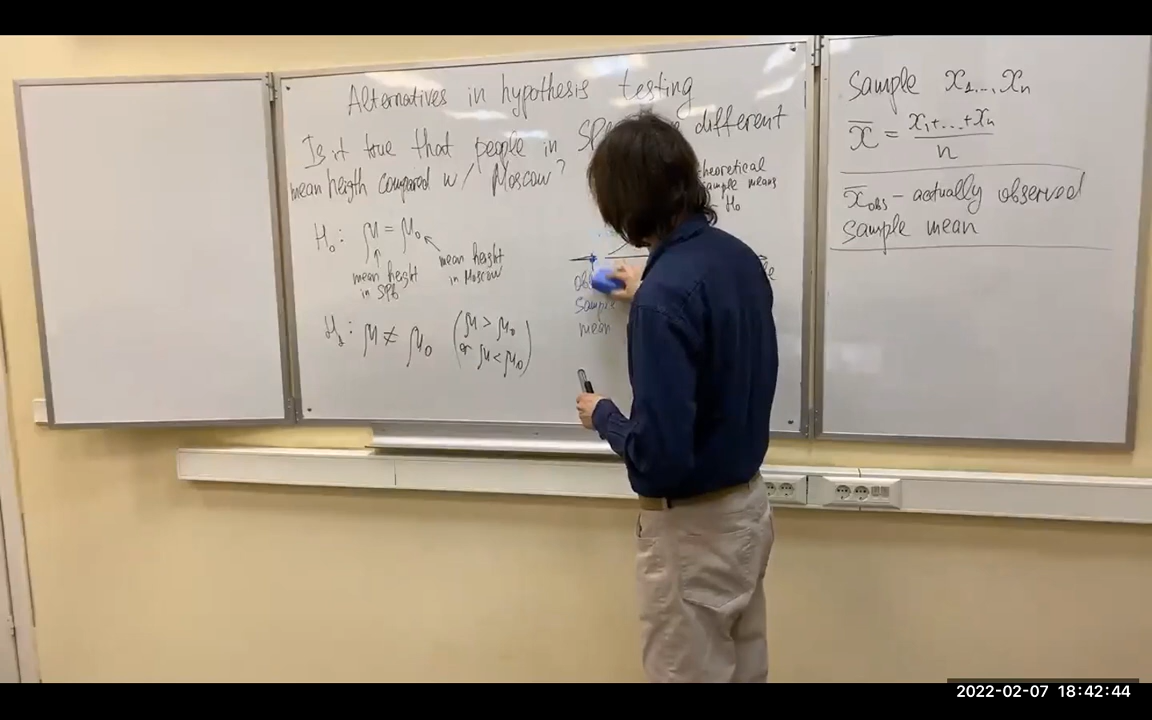 Alternatives in hypothesis testing
Is it true that people in SPb different
mean heigth compared w/ Moscow?
H₀: μ = μ₀
mean height
in SPb
mean height
in Moscow
H₁: μ ≠ μ₀ (μ > μ₀
or μ < μ₀)
theoretical
sample means
H₀
sample
mean
Sample x₁,...,xₙ
x̅ = x₁+...+xₙ
n
x̅obs – actually observed
sample mean
2022-02-07 18:42:44